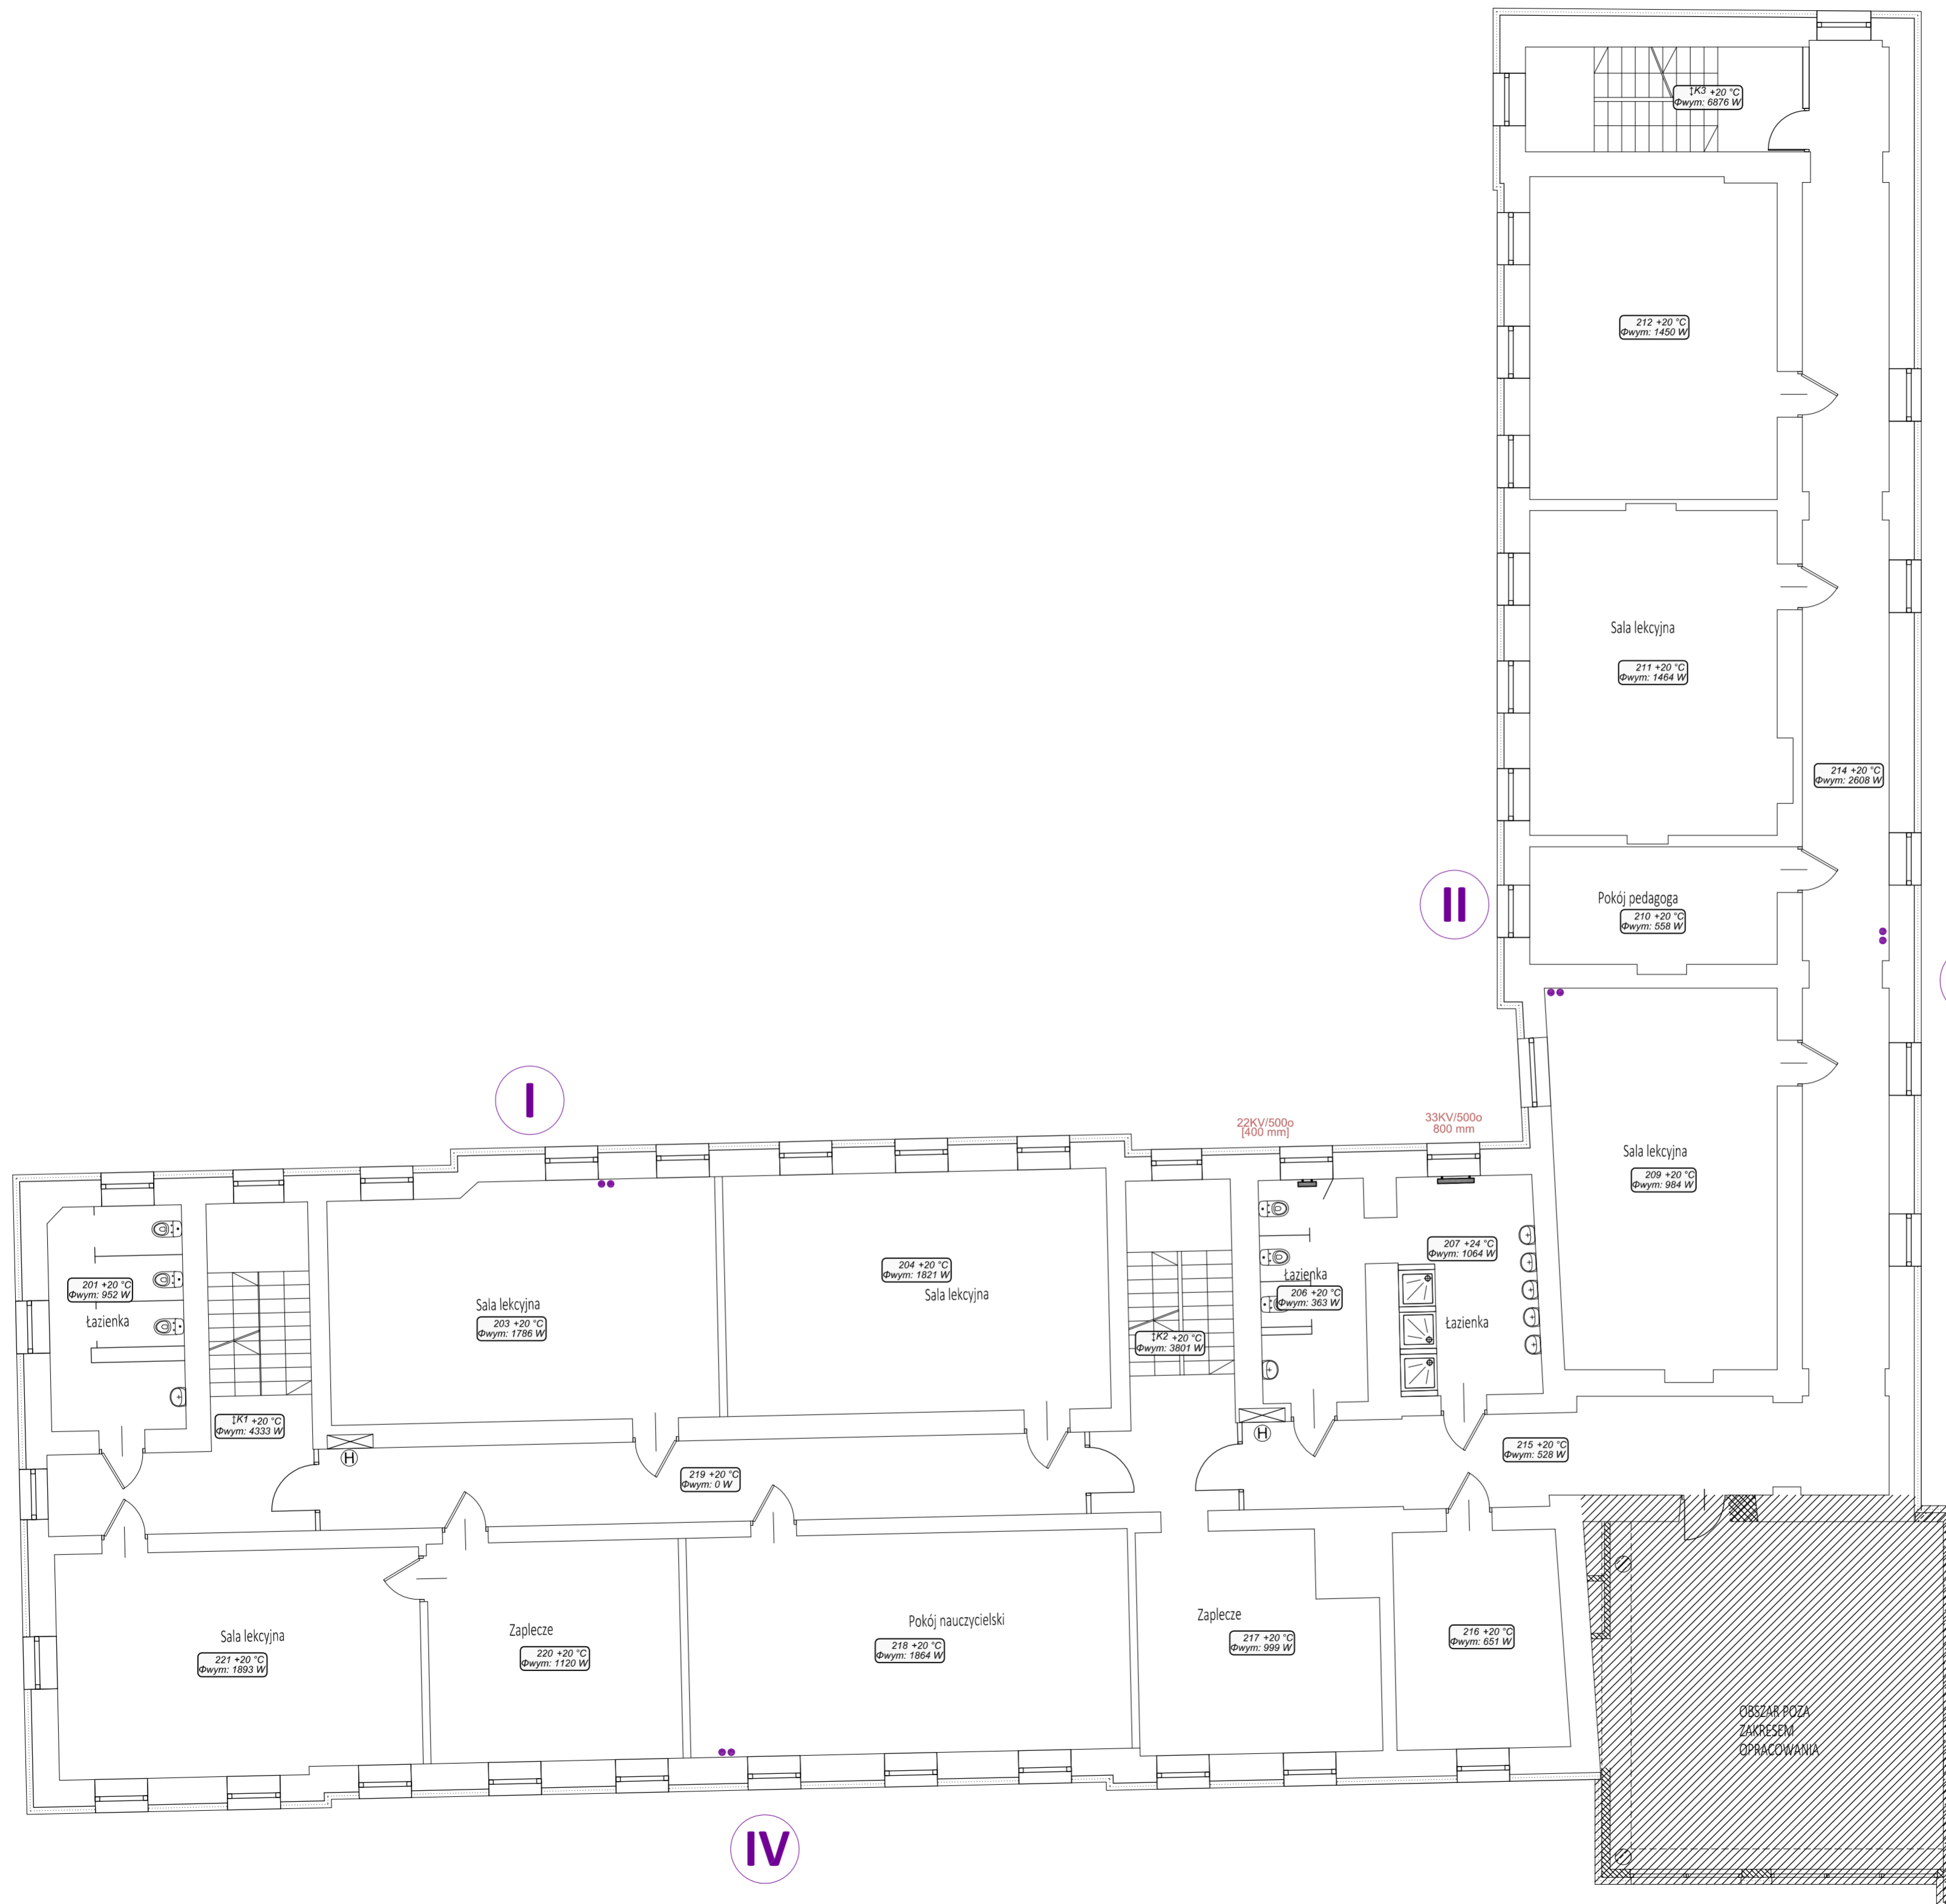 ↕K3 +20 °C
Φwym: 6876 W
212 +20 °C
Φwym: 1450 W
Sala lekcyjna
211 +20 °C
Φwym: 1464 W
214 +20 °C
Φwym: 2608 W
II
Pokój pedagoga
210 +20 °C
Φwym: 558 W
I
22KV/500o
[400 mm]
33KV/500o
800 mm
Sala lekcyjna
209 +20 °C
Φwym: 984 W
201 +20 °C
Φwym: 952 W
Łazienka
Sala lekcyjna
203 +20 °C
Φwym: 1786 W
204 +20 °C
Φwym: 1821 W
Sala lekcyjna
↕K2 +20 °C
Φwym: 3801 W
Łazienka
206 +20 °C
Φwym: 363 W
207 +24 °C
Φwym: 1064 W
Łazienka
↕K1 +20 °C
Φwym: 4333 W
H
219 +20 °C
Φwym: 0 W
H
215 +20 °C
Φwym: 528 W
Sala lekcyjna
221 +20 °C
Φwym: 1893 W
Zaplecze
220 +20 °C
Φwym: 1120 W
Pokój nauczycielski
218 +20 °C
Φwym: 1864 W
Zaplecze
217 +20 °C
Φwym: 999 W
216 +20 °C
Φwym: 651 W
OBSZAR POZA
ZAKRESEM
OPRACOWANIA
IV